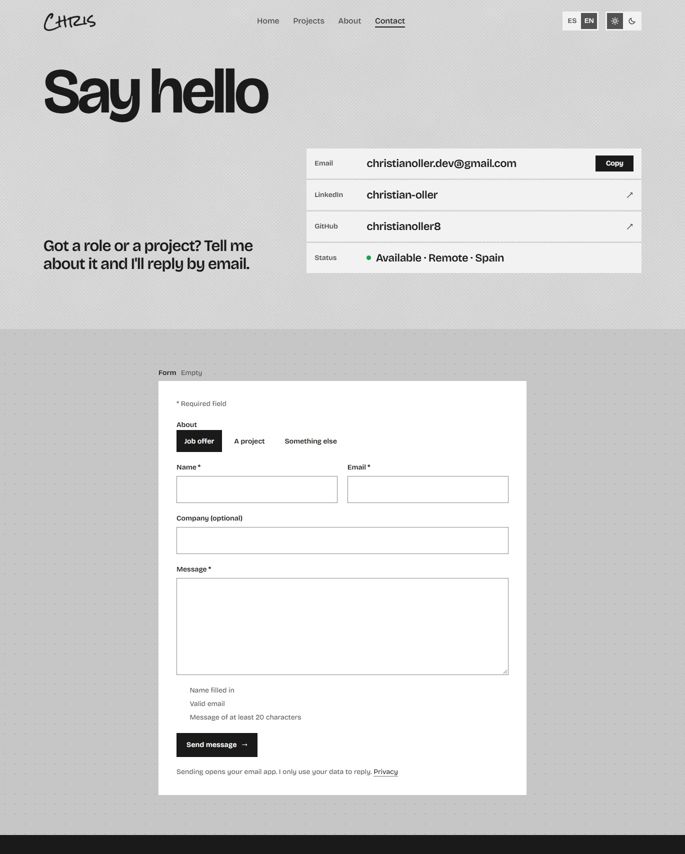 CHRIS
Home Projects About Contact
ES EN
Say hello
Email christianoller.dev@gmail.com Copy
LinkedIn christian-oller ↗
GitHub christianoller8 ↗
Status Available · Remote · Spain
Got a role or a project? Tell me
about it and I'll reply by email.
Form Empty
* Required field
About
Job offer A project Something else
Name * Email *
Company (optional)
Message *
Name filled in
Valid email
Message of at least 20 characters
Send message →
Sending opens your email app. I only use your data to reply. Privacy